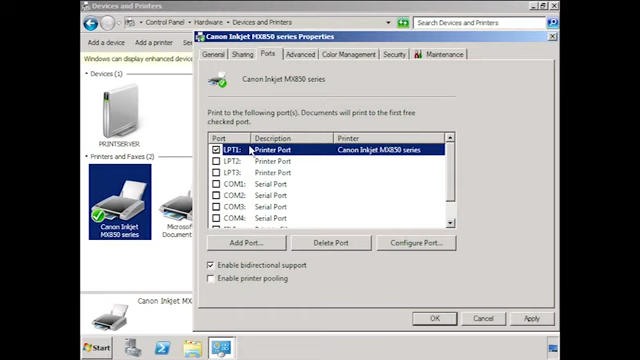 Devices and Printers
Control Panel
Hardware
Devices and Printers
Search Devices and Printers
Canon Inkjet MX850 series Properties
Add a device
Add a printer
General
Sharing
Ports
Advanced
Color Management
Security
Maintenance
Windows can display enhanced device
Devices (1)
Canon Inkjet MX850 series
PRINTSERVER
Print to the following port(s). Documents will print to the first free
checked port.
Port Description Printer
LPT1: Printer Port Canon Inkjet MX850 series
LPT2: Printer Port
LPT3: Printer Port
COM1: Serial Port
COM2: Serial Port
COM3: Serial Port
COM4: Serial Port
Printers and Faxes (3)
Canon Inkjet
MX850 series
Microsof
Documen
Add Port...
Delete Port
Configure Port...
Enable bidirectional support
Enable printer pooling
Canon Inkjet MX
OK
Cancel
Apply
Start